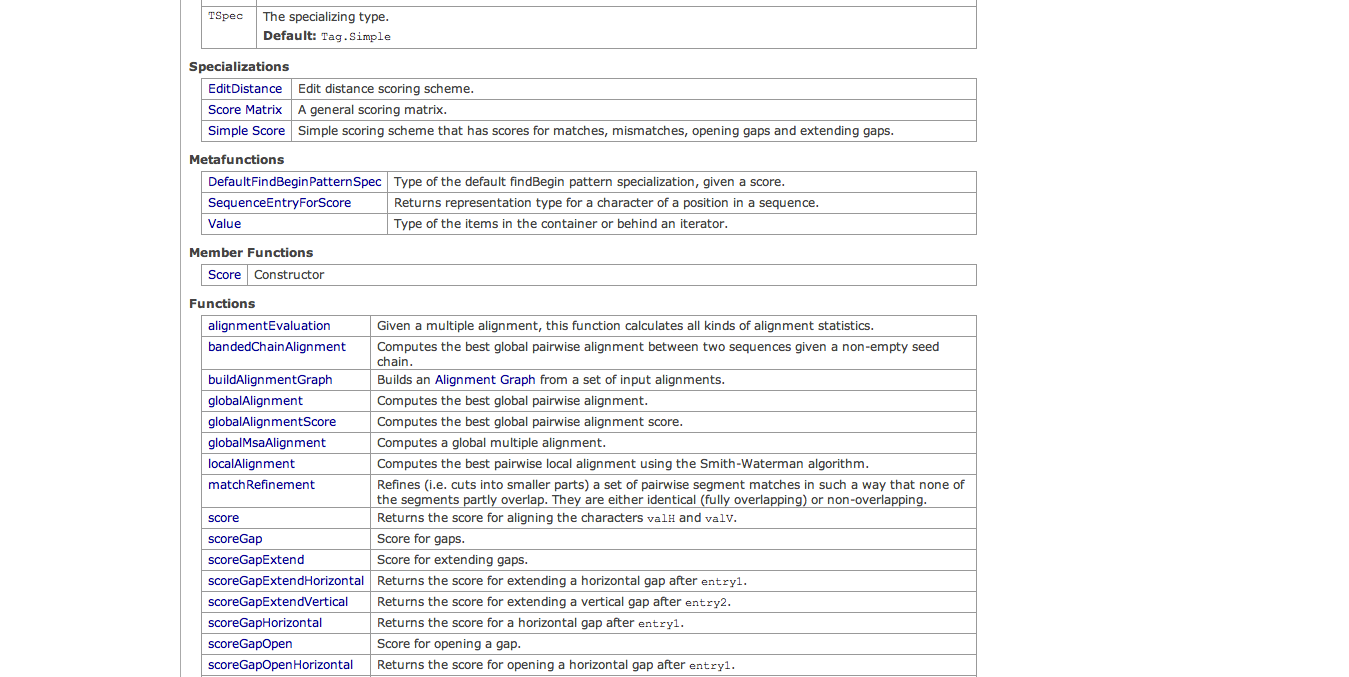 TSpec The specializing type.
Default: Tag.Simple
Specializations
EditDistance Edit distance scoring scheme.
Score Matrix A general scoring matrix.
Simple Score Simple scoring scheme that has scores for matches, mismatches, opening gaps and extending gaps.
Metafunctions
DefaultFindBeginPatternSpec Type of the default findBegin pattern specialization, given a score.
SequenceEntryForScore Returns representation type for a character of a position in a sequence.
Value Type of the items in the container or behind an iterator.
Member Functions
Score Constructor
Functions
alignmentEvaluation Given a multiple alignment, this function calculates all kinds of alignment statistics.
bandedChainAlignment Computes the best global pairwise alignment between two sequences given a non-empty seed
chain.
buildAlignmentGraph Builds an Alignment Graph from a set of input alignments.
globalAlignment Computes the best global pairwise alignment.
globalAlignmentScore Computes the best global pairwise alignment score.
globalMsaAlignment Computes a global multiple alignment.
localAlignment Computes the best pairwise local alignment using the Smith-Waterman algorithm.
matchRefinement Refines (i.e. cuts into smaller parts) a set of pairwise segment matches in such a way that none of
the segments partly overlap. They are either identical (fully overlapping) or non-overlapping.
score Returns the score for aligning the characters valH and valV.
scoreGap Score for gaps.
scoreGapExtend Score for extending gaps.
scoreGapExtendHorizontal Returns the score for extending a horizontal gap after entry1.
scoreGapExtendVertical Returns the score for extending a vertical gap after entry2.
scoreGapHorizontal Returns the score for a horizontal gap after entry1.
scoreGapOpen Score for opening a gap.
scoreGapOpenHorizontal Returns the score for opening a horizontal gap after entry1.